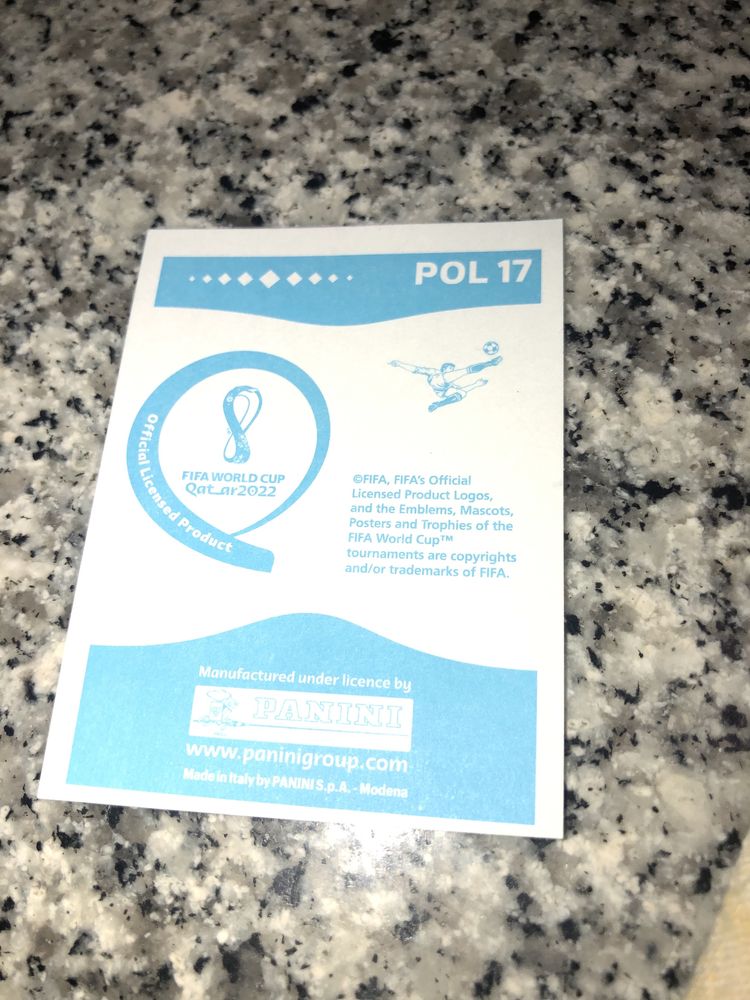 POL 17
Official Licensed Product
FIFA WORLD CUP
Qat_ar2022
©FIFA, FIFA's Official
Licensed Product Logos,
and the Emblems, Mascots,
Posters and Trophies of the
FIFA World Cup™
tournaments are copyrights
and/or trademarks of FIFA.
Manufactured under licence by
PANINI
www.paninigroup.com
Made in Italy by PANINI S.p.A. - Modena